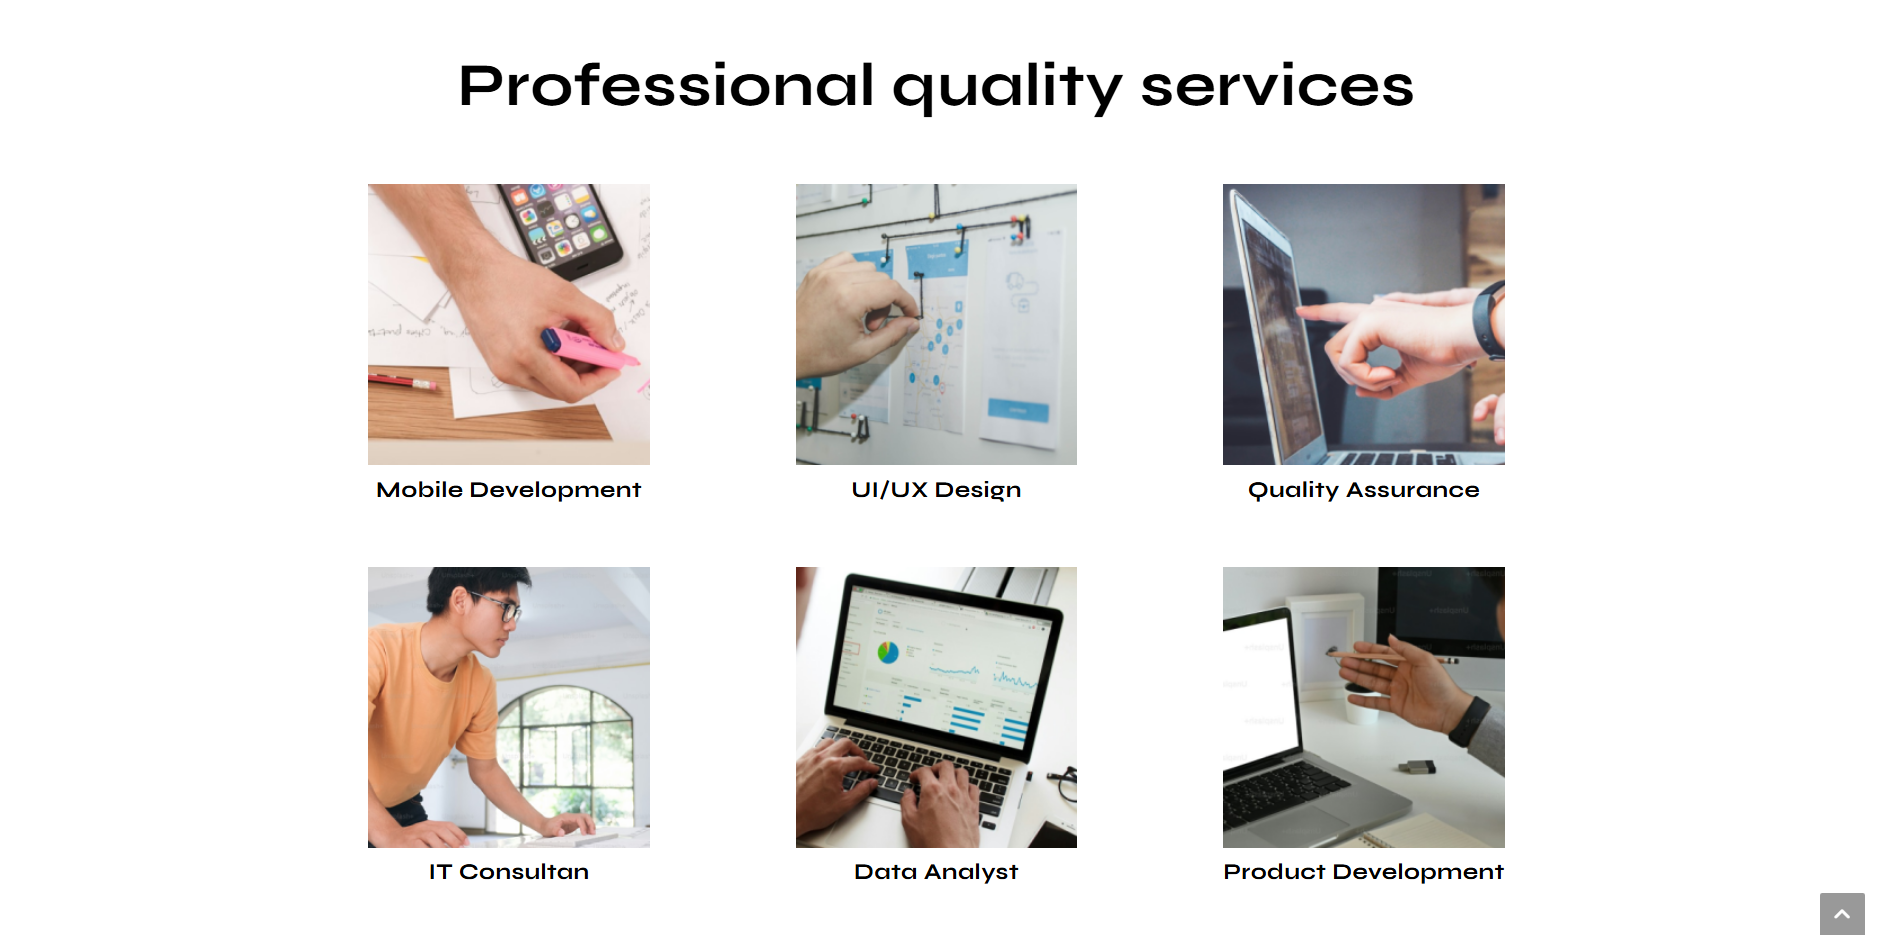 Professional quality services
Mobile Development
UI/UX Design
Quality Assurance
IT Consultan
Data Analyst
Product Development